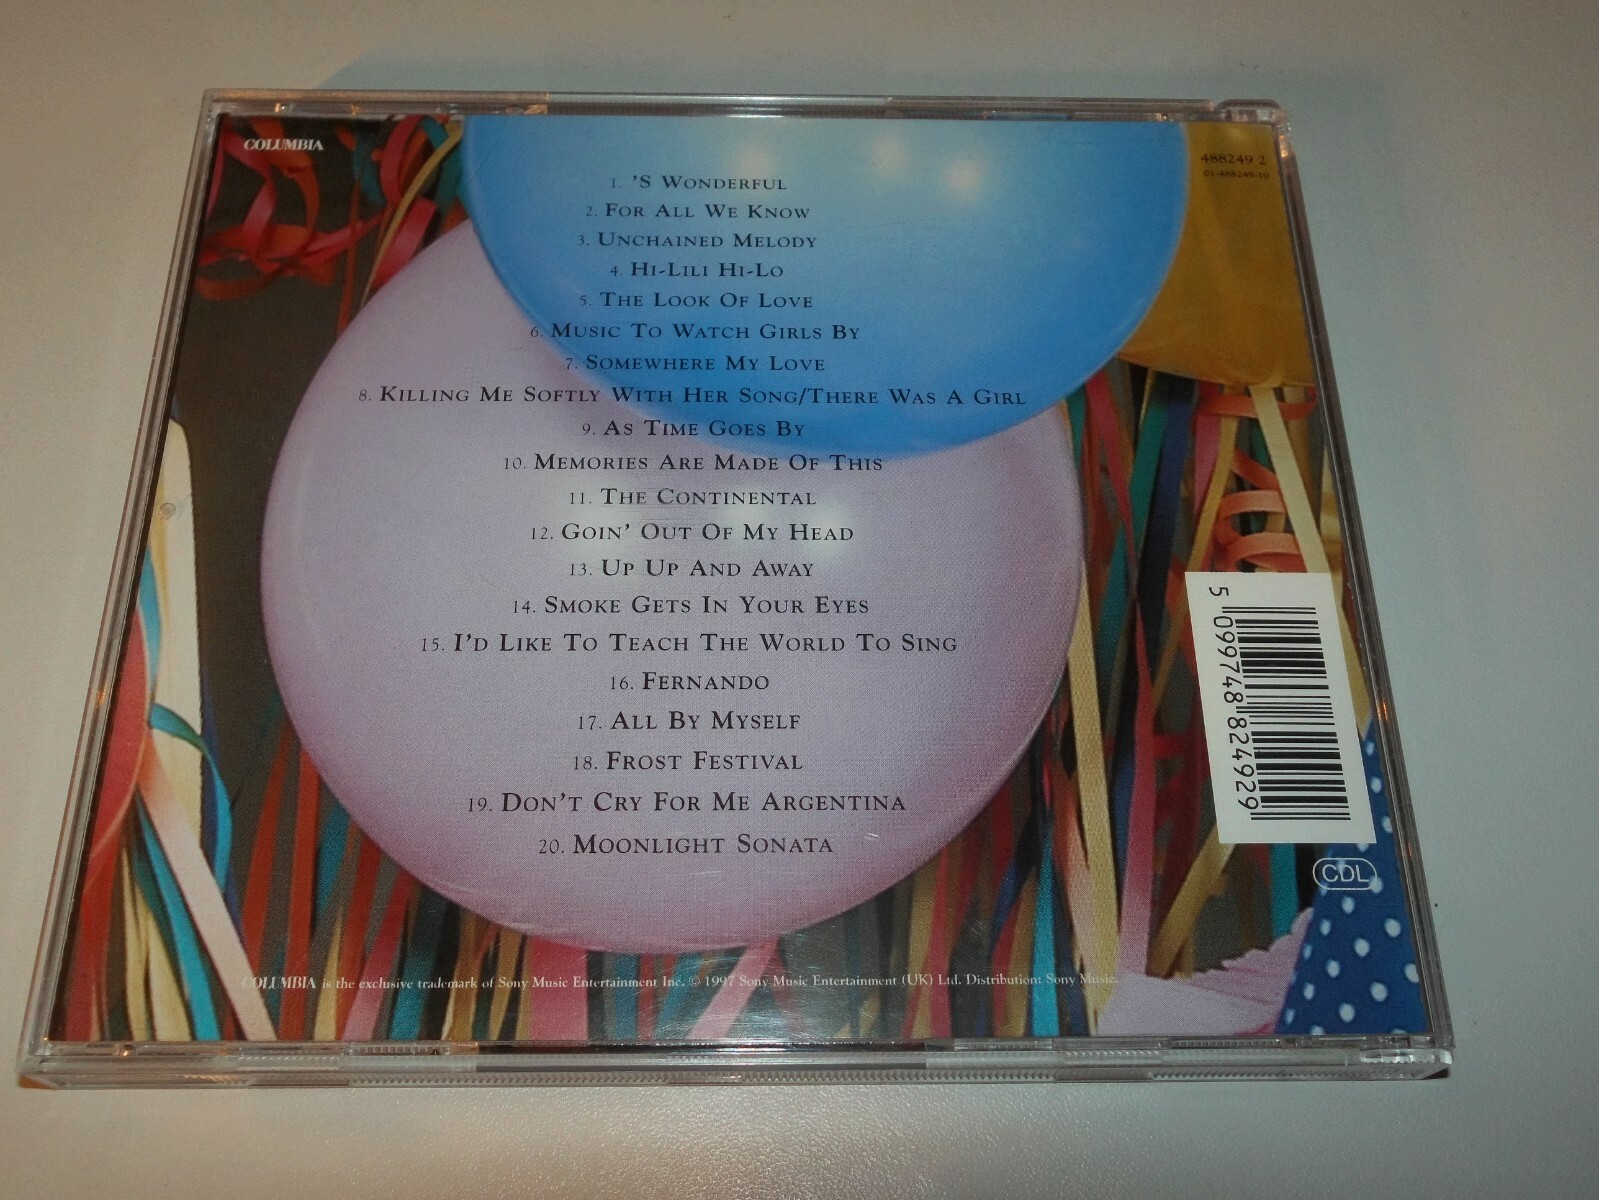 COLUMBIA
488249 2
01-488249-10
1. 'S WONDERFUL
2. FOR ALL WE KNOW
3. UNCHAINED MELODY
4. HI-LILI HI-LO
5. THE LOOK OF LOVE
6. MUSIC TO WATCH GIRLS BY
7. SOMEWHERE MY LOVE
8. KILLING ME SOFTLY WITH HER SONG/THERE WAS A GIRL
9. AS TIME GOES BY
10. MEMORIES ARE MADE OF THIS
11. THE CONTINENTAL
12. GOIN' OUT OF MY HEAD
13. UP UP AND AWAY
14. SMOKE GETS IN YOUR EYES
15. I'D LIKE TO TEACH THE WORLD TO SING
16. FERNANDO
17. ALL BY MYSELF
18. FROST FESTIVAL
19. DON'T CRY FOR ME ARGENTINA
20. MOONLIGHT SONATA
5 099748 824929
CDL
COLUMBIA is the exclusive trademark of Sony Music Entertainment Inc. © 1997 Sony Music Entertainment (UK) Ltd. Distribution: Sony Music.